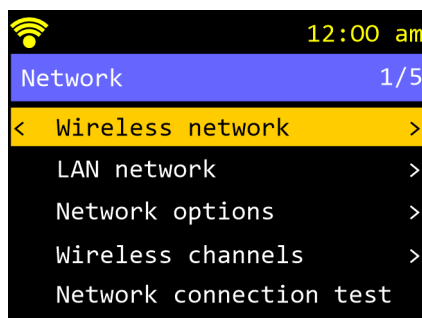 12:00 am
Network 1/5
< Wireless network >
LAN network >
Network options >
Wireless channels >
Network connection test